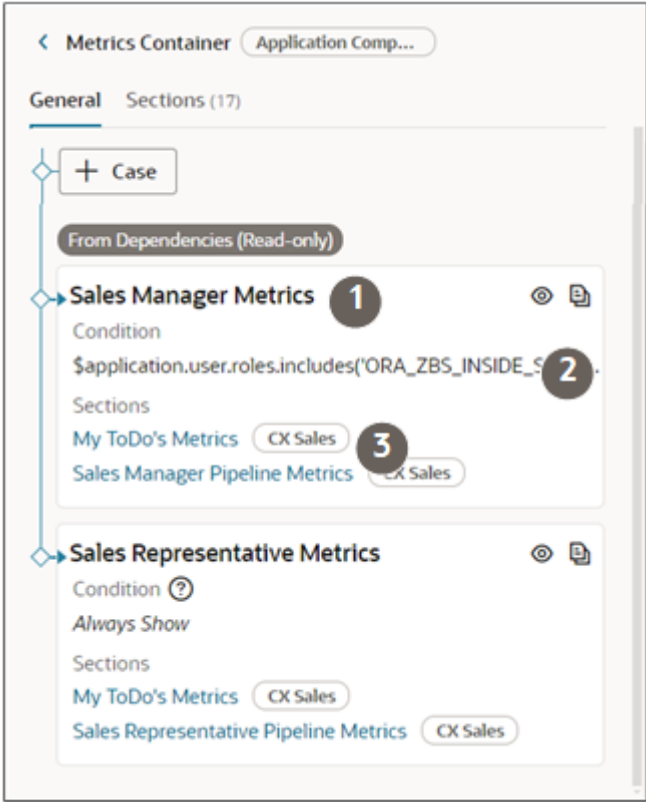 Metrics Container Application Comp...
General Sections (17)
+ Case
From Dependencies (Read-only)
Sales Manager Metrics 1
Condition
$application.user.roles.includes('ORA_ZBS_INSIDE_S 2 .
Sections
My ToDo's Metrics CX Sales 3
Sales Manager Pipeline Metrics CX Sales
Sales Representative Metrics
Condition ?
Always Show
Sections
My ToDo's Metrics CX Sales
Sales Representative Pipeline Metrics CX Sales